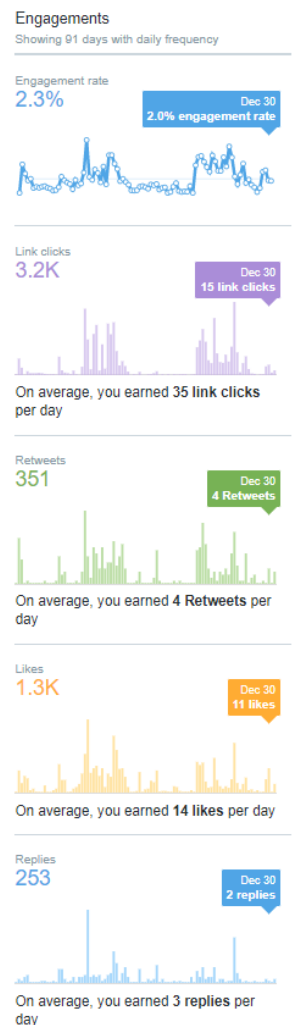 Engagements
Showing 91 days with daily frequency
Engagement rate
2.3%
Dec 30
2.0% engagement rate
Link clicks
3.2K
Dec 30
15 link clicks
On average, you earned 35 link clicks
per day
Retweets
351
Dec 30
4 Retweets
On average, you earned 4 Retweets per
day
Likes
1.3K
Dec 30
11 likes
On average, you earned 14 likes per day
Replies
253
Dec 30
2 replies
On average, you earned 3 replies per
day